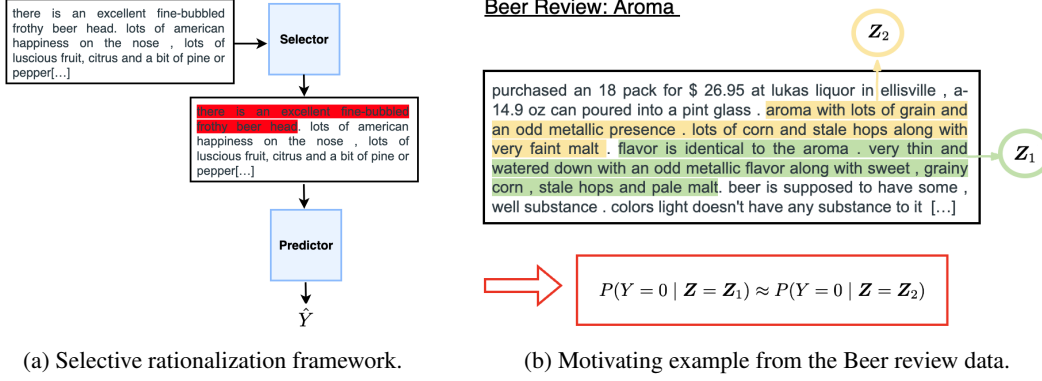 there is an excellent fine-bubbled
frothy beer head. lots of american
happiness on the nose , lots of
luscious fruit, citrus and a bit of pine or
pepper[...]
Selector
there is an excellent fine-bubbled
frothy beer head. lots of american
happiness on the nose , lots of
luscious fruit, citrus and a bit of pine or
pepper[...]
Predictor
Ŷ
(a) Selective rationalization framework.
Beer Review: Aroma
Z₂
purchased an 18 pack for $ 26.95 at lukas liquor in ellisville , a-
14.9 oz can poured into a pint glass . aroma with lots of grain and
an odd metallic presence . lots of corn and stale hops along with
very faint malt . flavor is identical to the aroma . very thin and
watered down with an odd metallic flavor along with sweet , grainy
corn , stale hops and pale malt. beer is supposed to have some ,
well substance . colors light doesn't have any substance to it [...]
Z₁
P(Y = 0 | Z = Z₁) ≈ P(Y = 0 | Z = Z₂)
(b) Motivating example from the Beer review data.